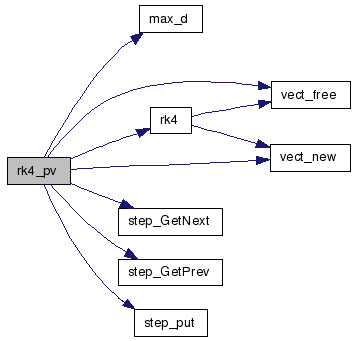 max_d
vect_free
rk4
vect_new
rk4_pv
step_GetNext
step_GetPrev
step_put